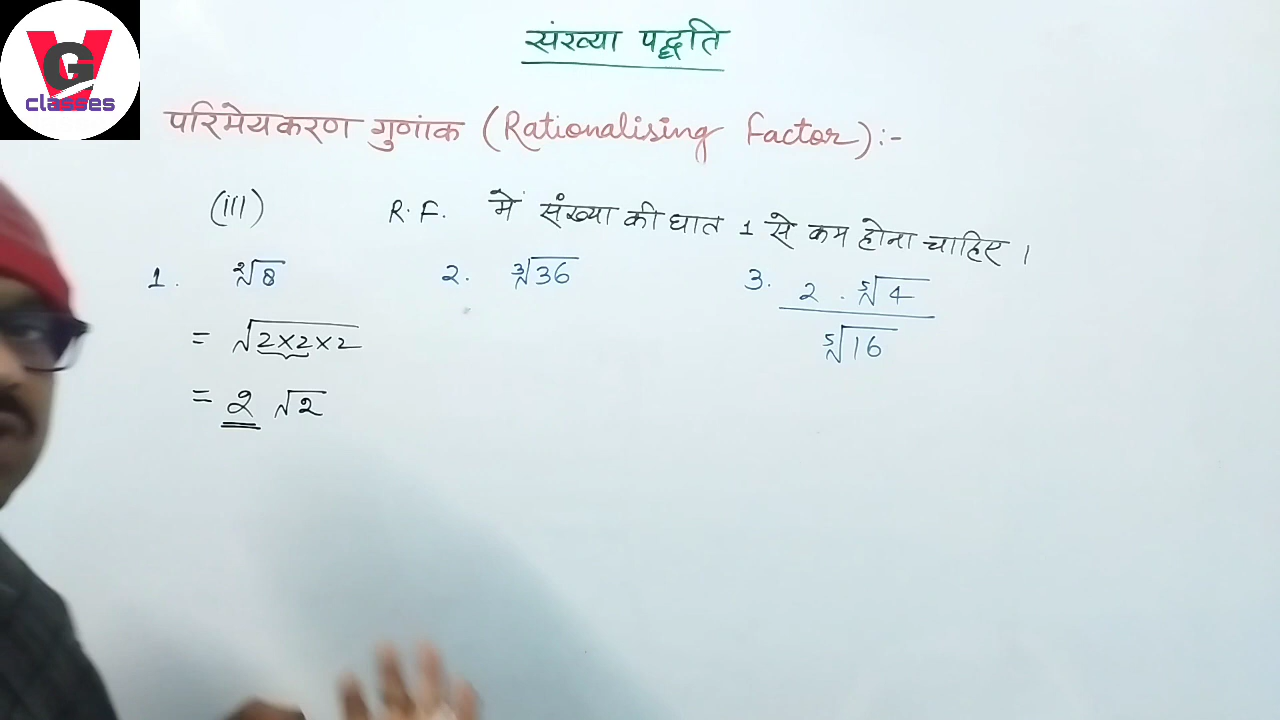 VG
classes
संख्या पद्धति
परिमेयकरण गुणांक (Rationalising Factor):-
(iii) R.F. में संख्या की घात 1 से कम होना चाहिए।
1. ²√8 2. ³√36 3. 2 . ⁵√4 / ⁵√16
= √2×2×2
= 2 √2